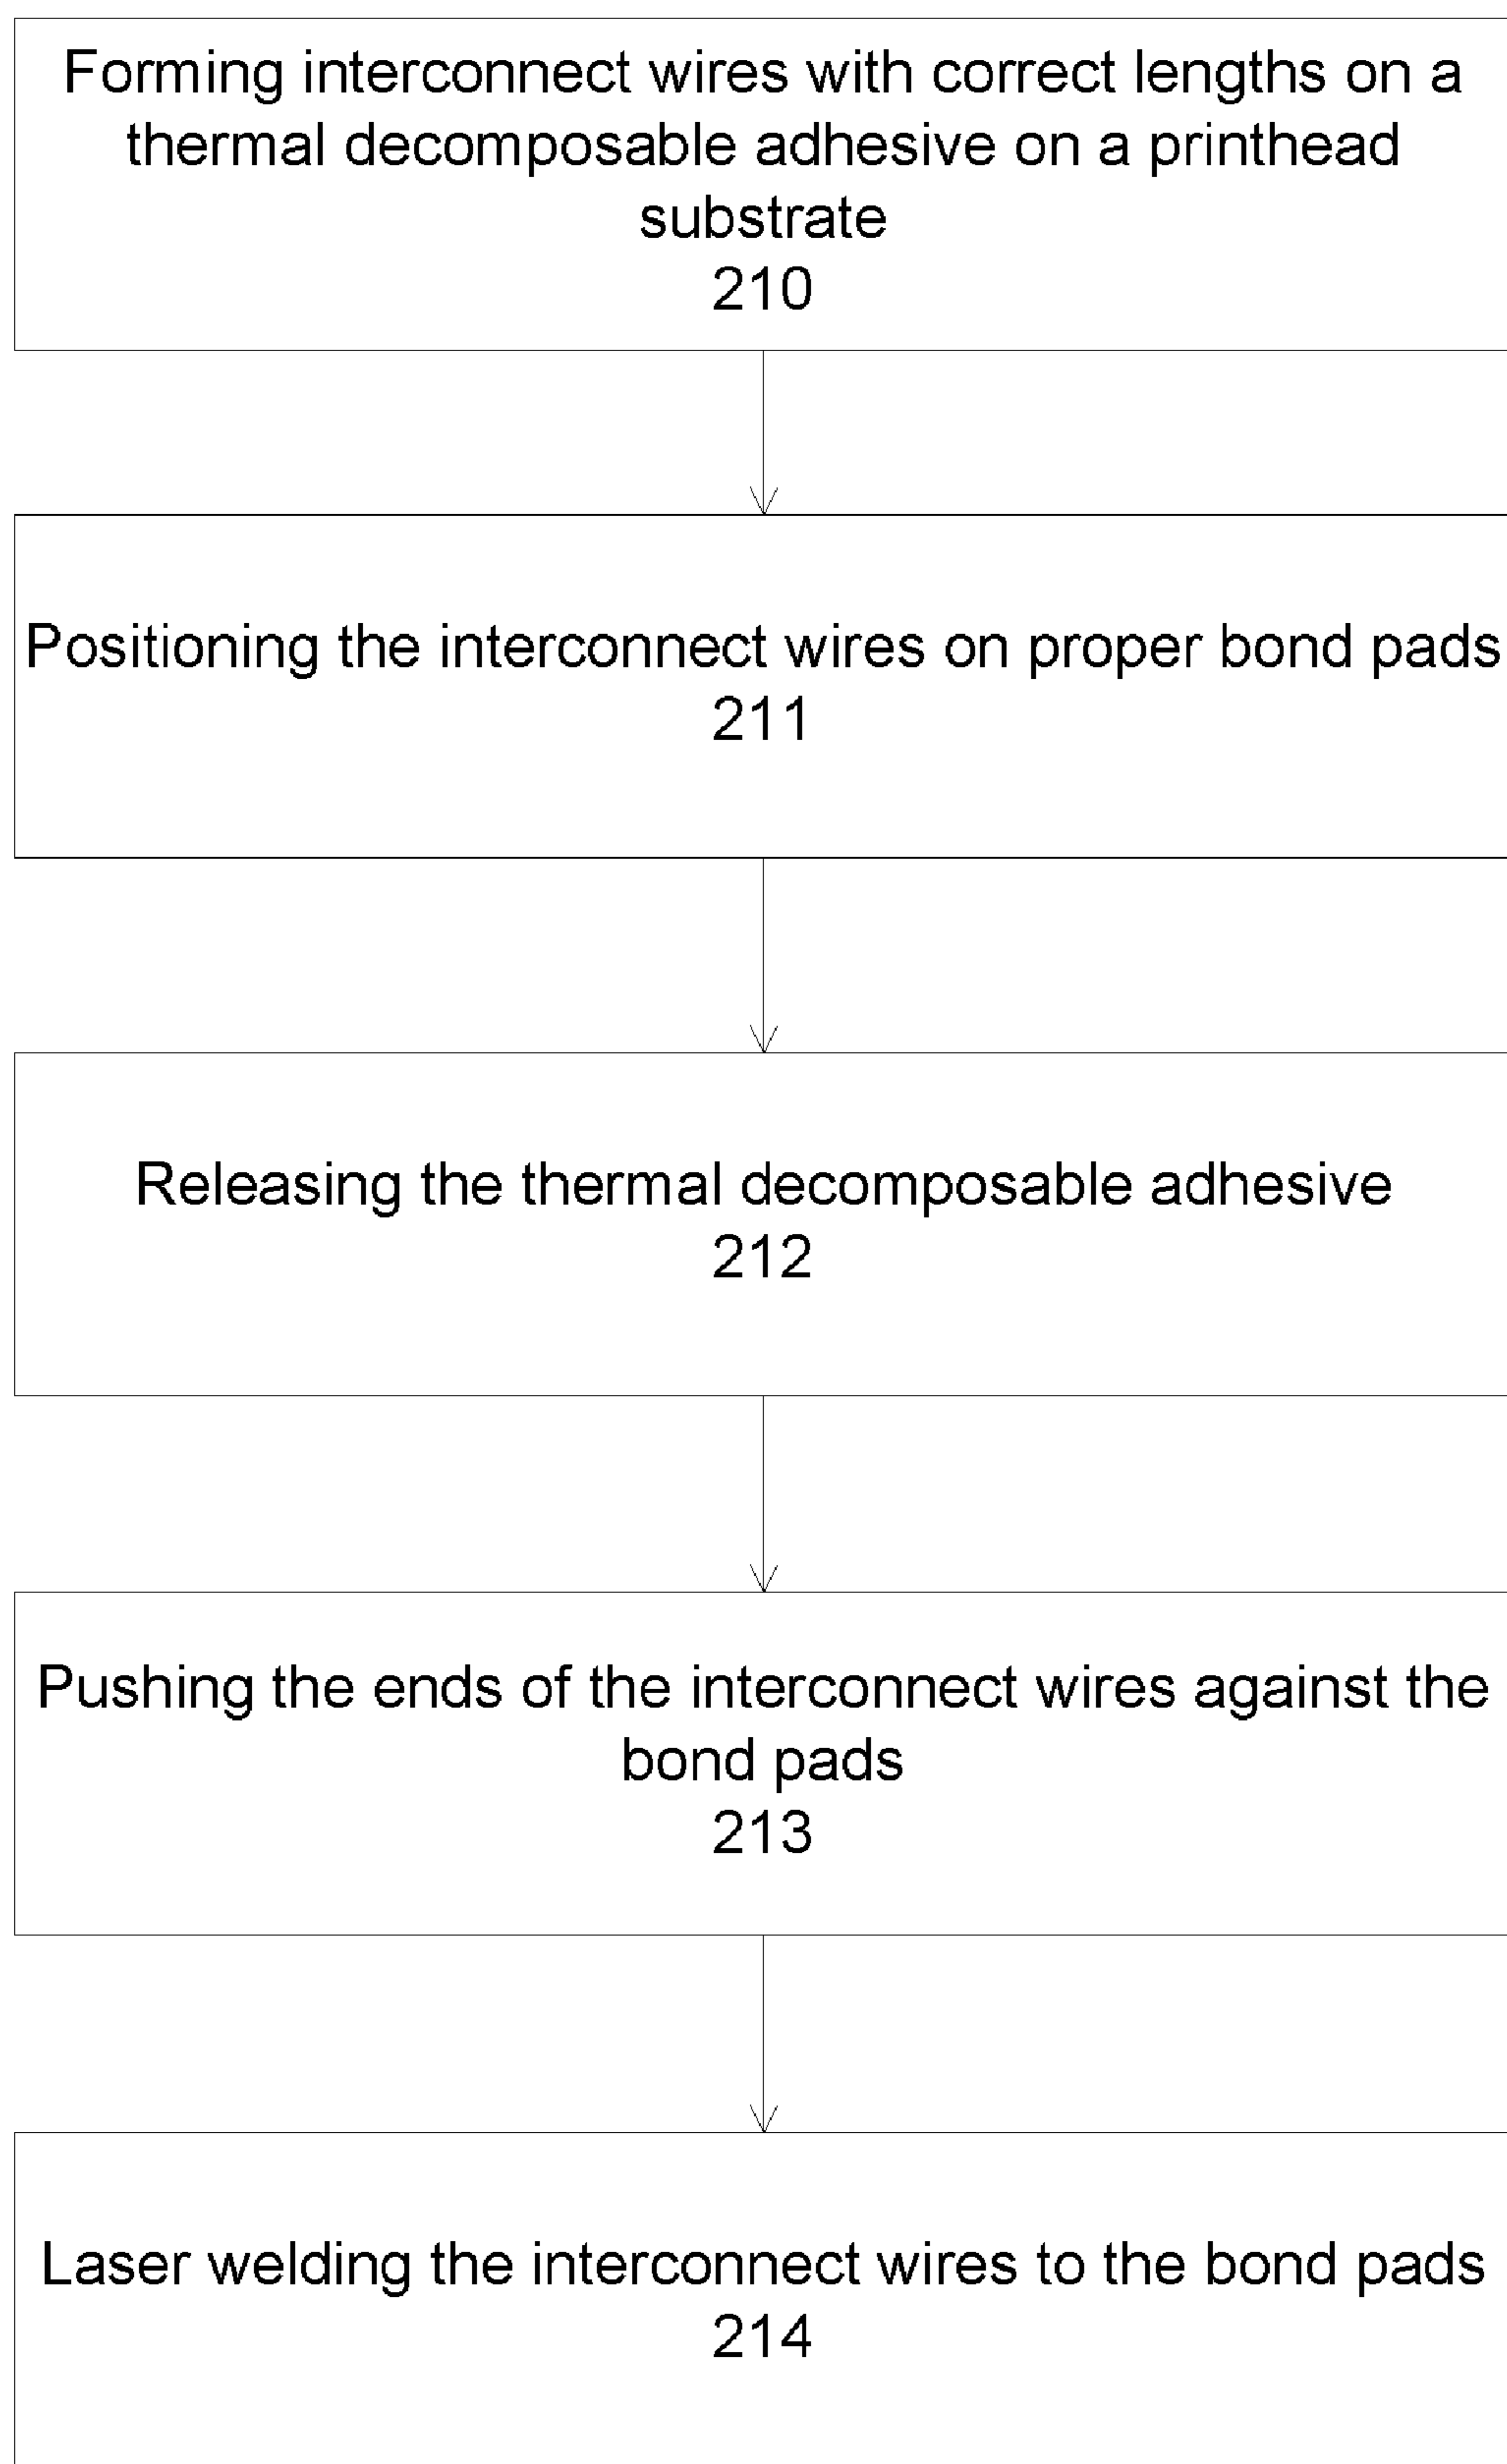 Forming interconnect wires with correct lengths on a
thermal decomposable adhesive on a printhead
substrate
210
Positioning the interconnect wires on proper bond pads
211
Releasing the thermal decomposable adhesive
212
Pushing the ends of the interconnect wires against the
bond pads
213
Laser welding the interconnect wires to the bond pads
214